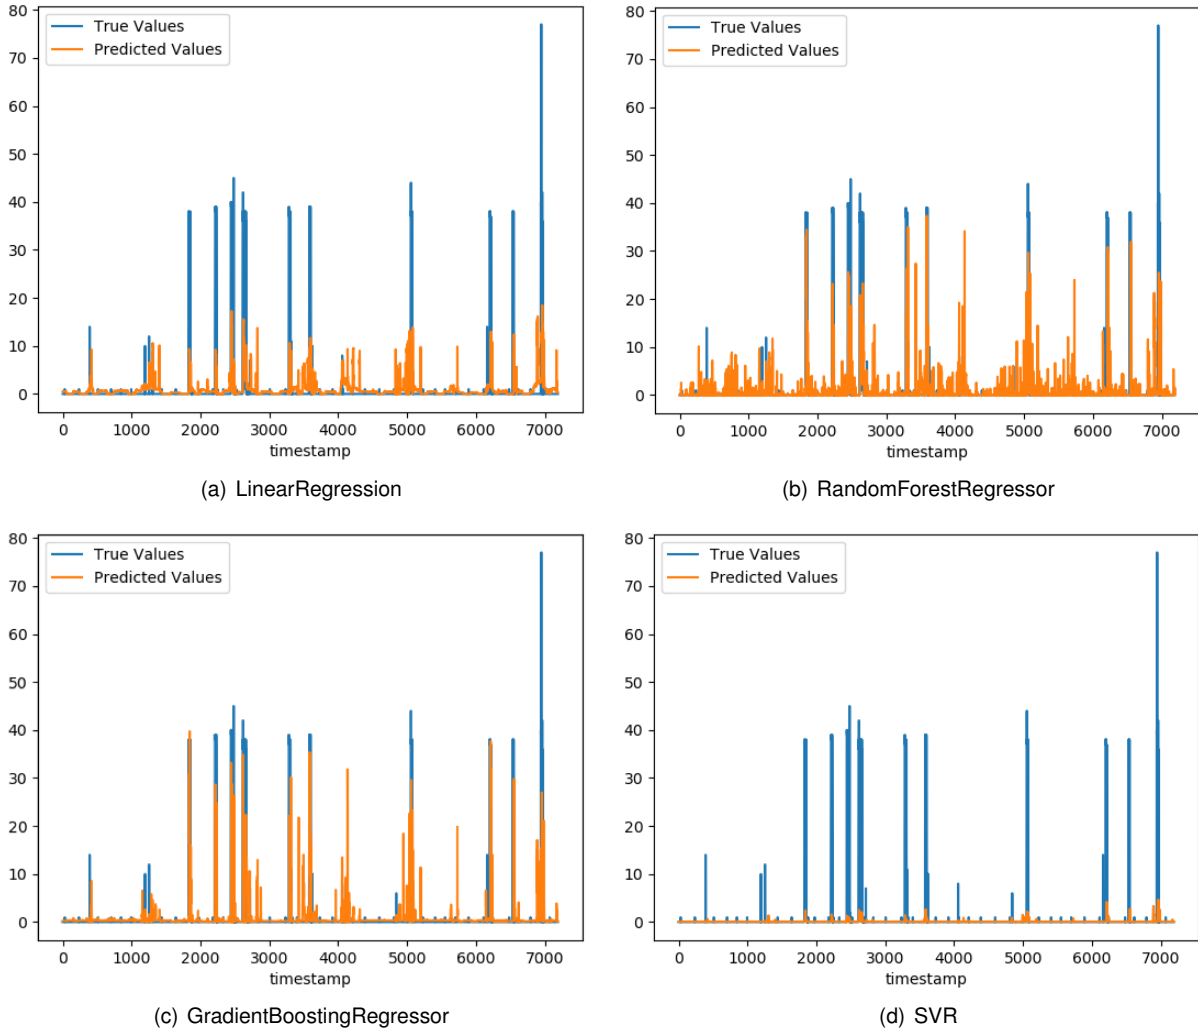 80
70
60
50
40
30
20
10
0
True Values
Predicted Values
0 1000 2000 3000 4000 5000 6000 7000
timestamp
(a) LinearRegression
80
70
60
50
40
30
20
10
0
True Values
Predicted Values
0 1000 2000 3000 4000 5000 6000 7000
timestamp
(b) RandomForestRegressor
80
70
60
50
40
30
20
10
0
True Values
Predicted Values
0 1000 2000 3000 4000 5000 6000 7000
timestamp
(c) GradientBoostingRegressor
80
70
60
50
40
30
20
10
0
True Values
Predicted Values
0 1000 2000 3000 4000 5000 6000 7000
timestamp
(d) SVR